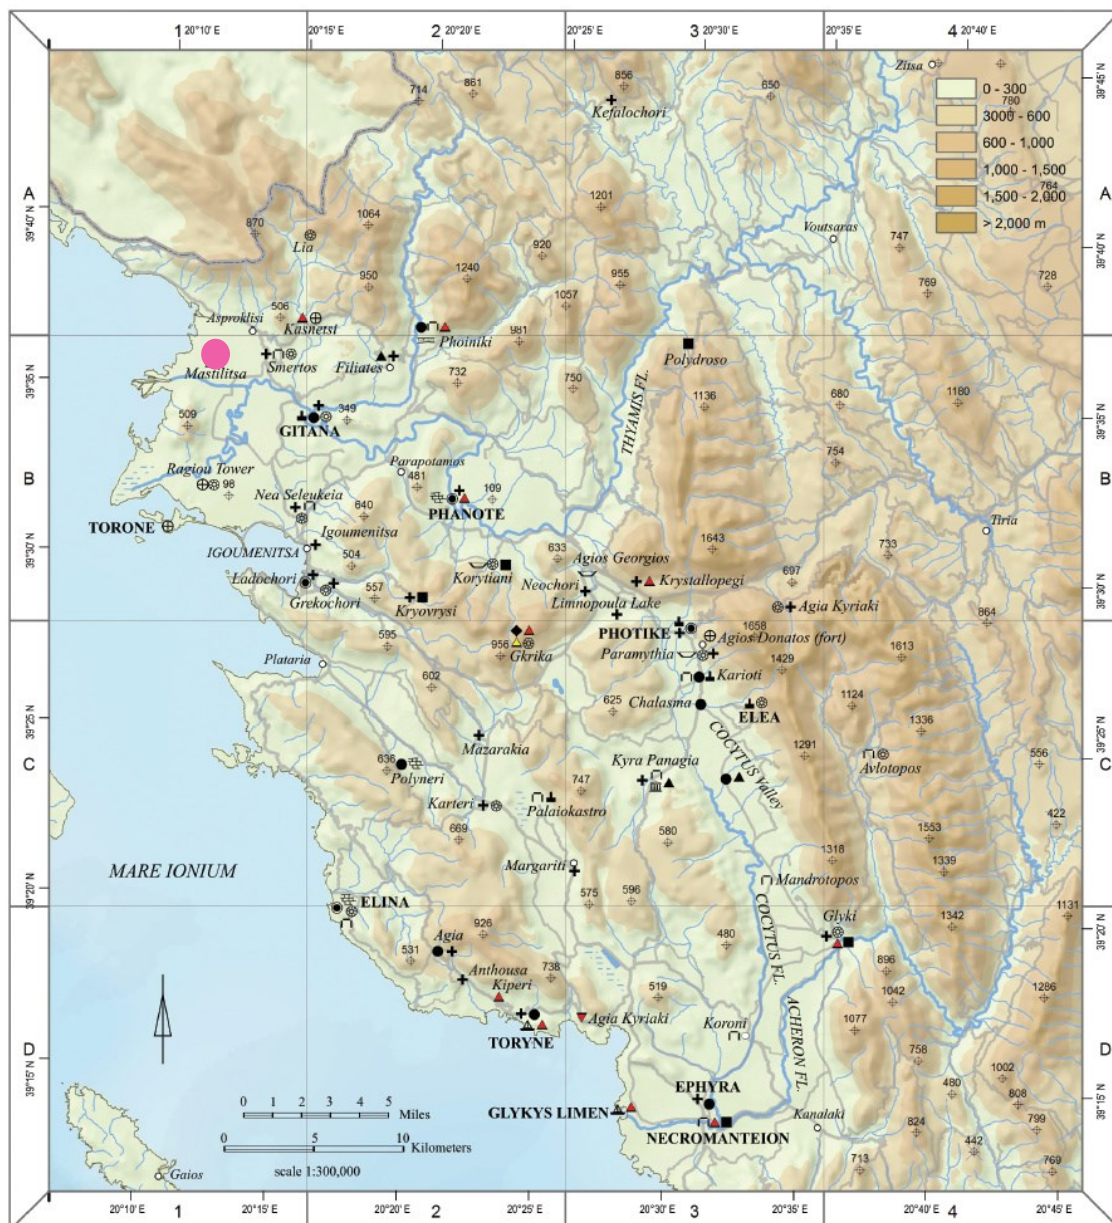 1 2 3 4
20°10' E 20°15' E 20°20' E 20°25' E 20°30' E 20°35' E 20°40' E
39°45' N
Zitsa
856
861
714
650
Kefalochori
0 - 300
780
3000 - 600
600 - 1,000
1,000 - 1,500
764
1,500 - 2,000
> 2,000 m
A A
39°40' N 39°40' N
1201
1064
870
Lia
Voutsaras
747
920
950
1240
955
728
769
1057
506
Asproklisi
Kasnetsi
Phoiniki
981
Polydroso
Mastilitsa
Smertos
Filiates
39°35' N
732
750
THYAMIS FL.
1136
680
1180
509
349
GITANA
39°35' N
754
Parapotamos
Ragiou Tower
98
481
109
B B
Nea Seleukeia
640
PHANOTE
TORONE
Igoumenitsa
Tiria
39°30' N
IGOUMENITSA
504
633
1643
733
Agios Georgios
Korytiani
Ladochori
Neochori
Krystallopegi
697
39°30' N
Grekochori
557
Kryovrysi
Limnopoula Lake
Agia Kyriaki
864
PHOTIKE
1658
595
956
Gkrika
Agios Donatos (fort)
Paramythia
1613
Plataria
1429
602
Karioti
625
Chalasma
ELEA
1124
39°25' N
1336
Mazarakia
COCYTUS Valley
1291
556
39°25' N
C C
Kyra Panagia
Avlotopos
636
Polyneri
747
Karteri
Palaiokastro
422
669
580
1553
MARE IONIUM
Margariti
1318
1339
Mandrotopos
39°20' N
575
596
ELINA
COCYTUS FL.
Glyki
1342
1131
926
39°20' N
Agia
480
531
Anthousa
738
896
Kiperi
519
1042
1286
Agia Kyriaki
ACHERON FL.
1077
TORYNE
Koroni
D D
39°15' N
758
1002
EPHYRA
480
808
39°15' N
0 1 2 3 4 5
Miles
GLYKYS LIMEN
799
NECROMANTEION
Kanalaki
824
442
0 5 10
Kilometers
scale 1:300,000
713
769
Gaios
20°10' E 20°15' E 20°20' E 20°25' E 20°30' E 20°35' E 20°40' E 20°45' E
1 2 3 4